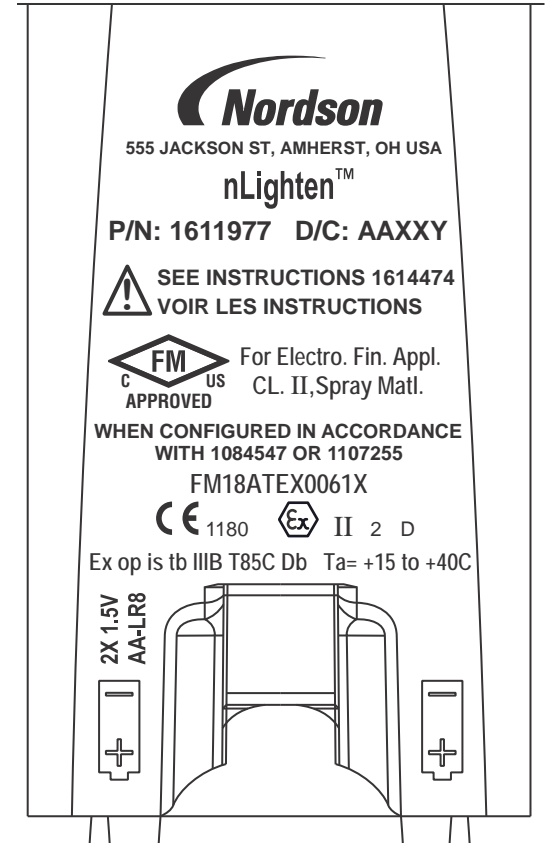 Nordson
555 JACKSON ST, AMHERST, OH USA
nLighten™
P/N: 1611977 D/C: AAXXY
SEE INSTRUCTIONS 1614474
VOIR LES INSTRUCTIONS
FM
C US
APPROVED
For Electro. Fin. Appl.
CL. II,Spray Matl.
WHEN CONFIGURED IN ACCORDANCE
WITH 1084547 OR 1107255
FM18ATEX0061X
CE 1180 Ex II 2 D
Ex op is tb IIIB T85C Db Ta= +15 to +40C
2X 1.5V
AA-LR8